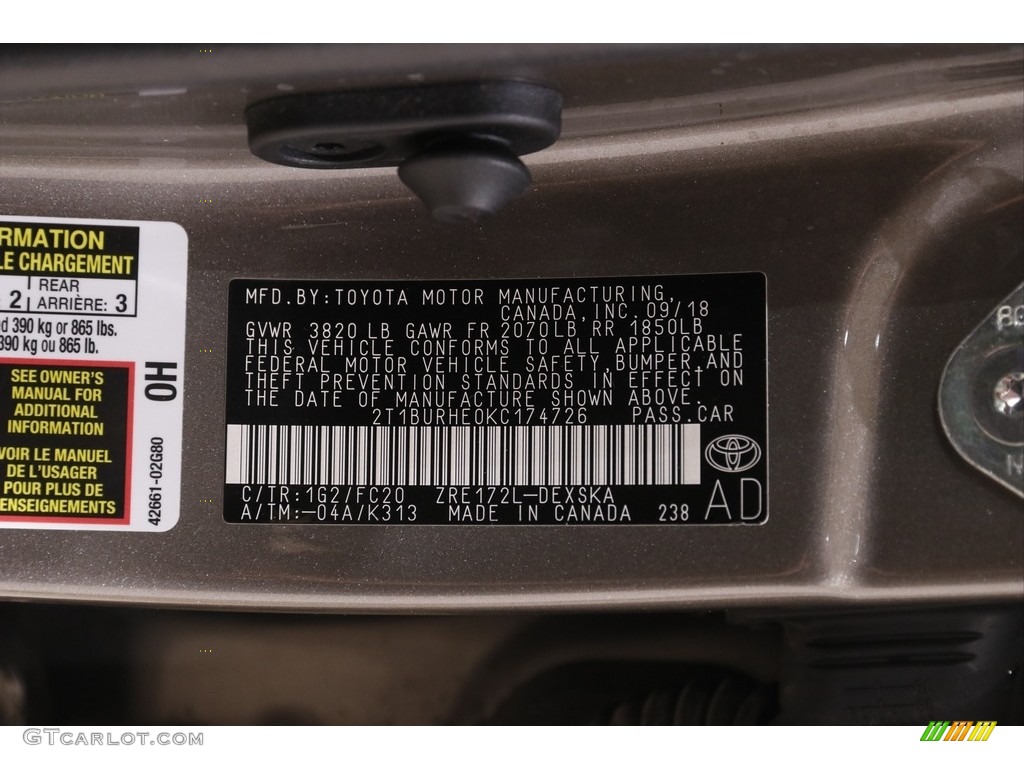 RMATION
LE CHARGEMENT
2 REAR ARRIÈRE: 3
390 kg or 865 lbs.
390 kg ou 865 lb.
SEE OWNER'S
MANUAL FOR
ADDITIONAL
INFORMATION
VOIR LE MANUEL
DE L'USAGER
POUR PLUS DE
ENSEIGNEMENTS
OH
42661-02G80
MFD.BY:TOYOTA MOTOR MANUFACTURING,
CANADA,INC. 09/18
GVWR 3820 LB GAWR FR 2070LB, RR 1850LB
THIS VEHICLE CONFORMS TO ALL APPLICABLE
FEDERAL MOTOR VEHICLE SAFETY,BUMPER,AND
THEFT PREVENTION STANDARDS IN EFFECT ON
THE DATE OF MANUFACTURE SHOWN ABOVE.
2T1BURHE0KC174726 PASS.CAR
C/TR:1G2/FC20 ZRE172L-DEXSKA
A/TM:-04A/K313 MADE IN CANADA 238 AD
GTCarlot.com